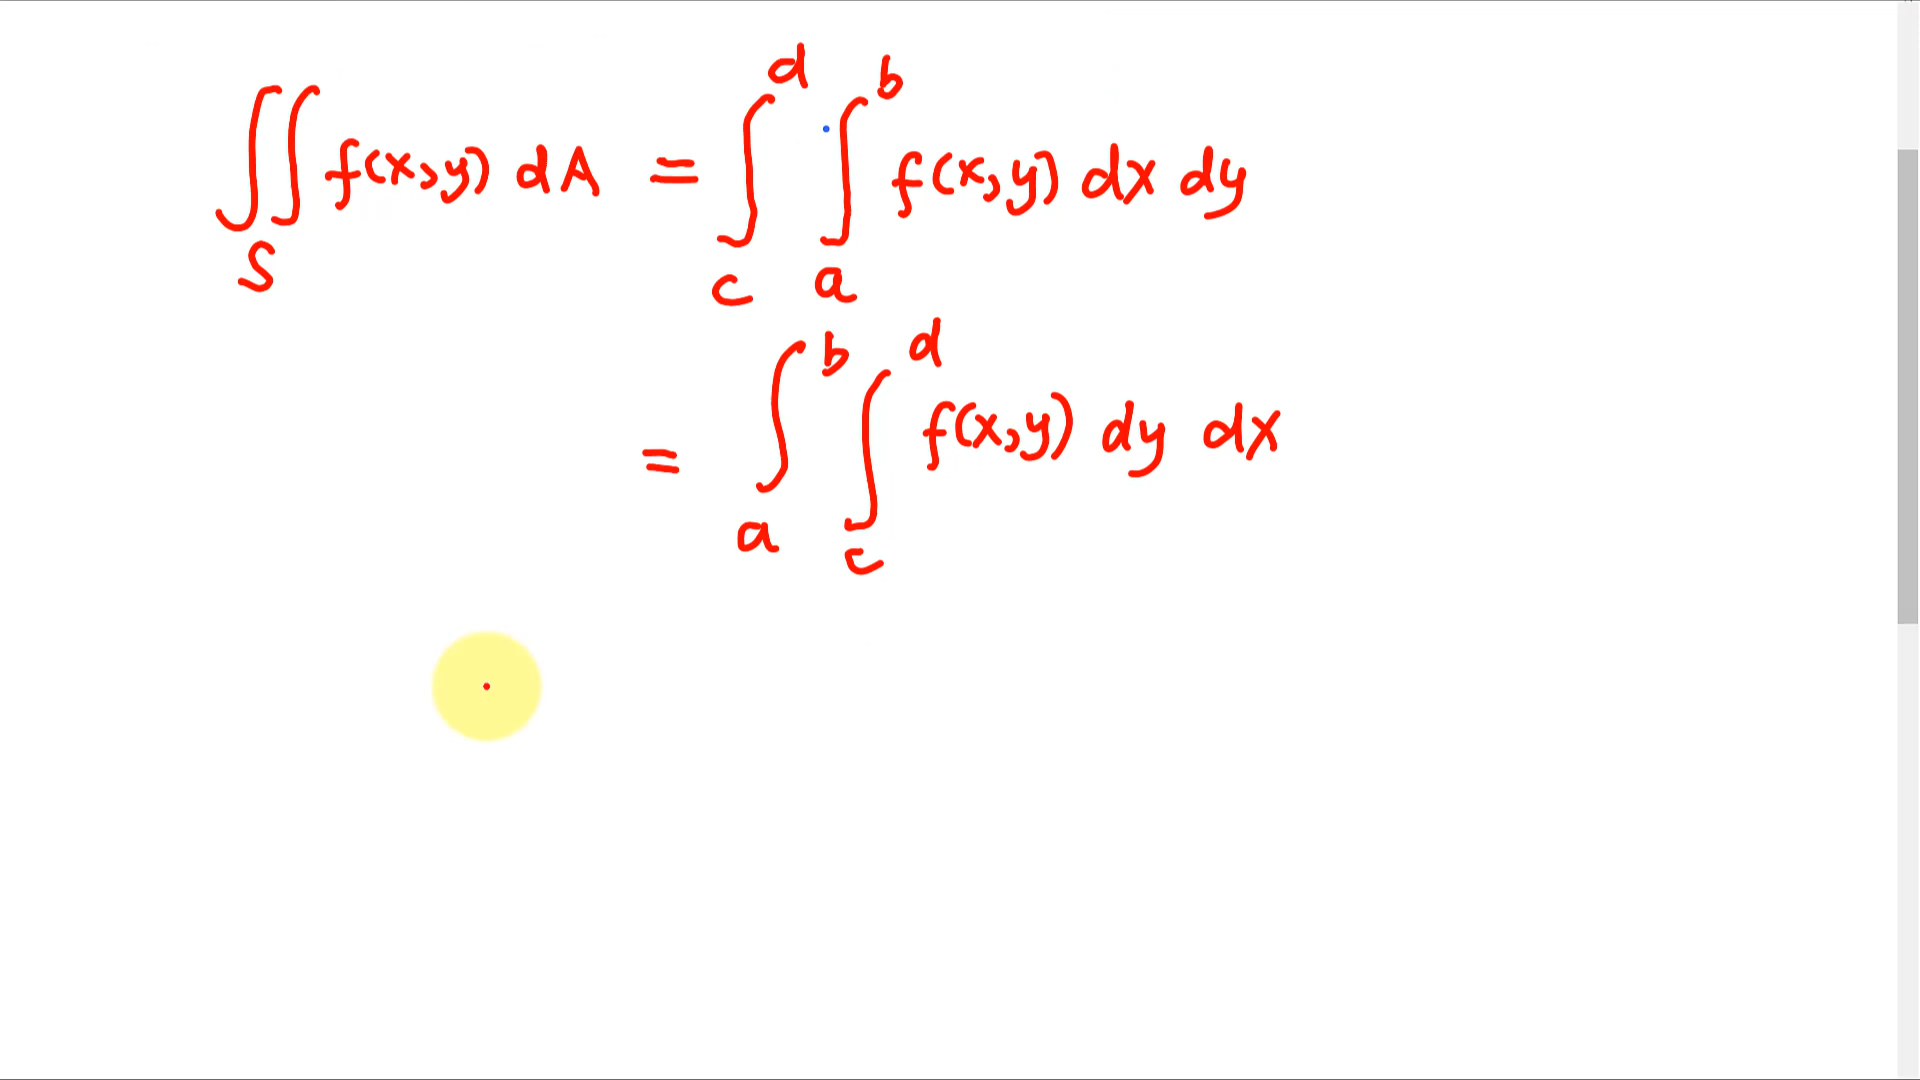 ∬_S f(x,y) dA = ∫_c^d ∫_a^b f(x,y) dx dy
= ∫_a^b ∫_c^d f(x,y) dy dx